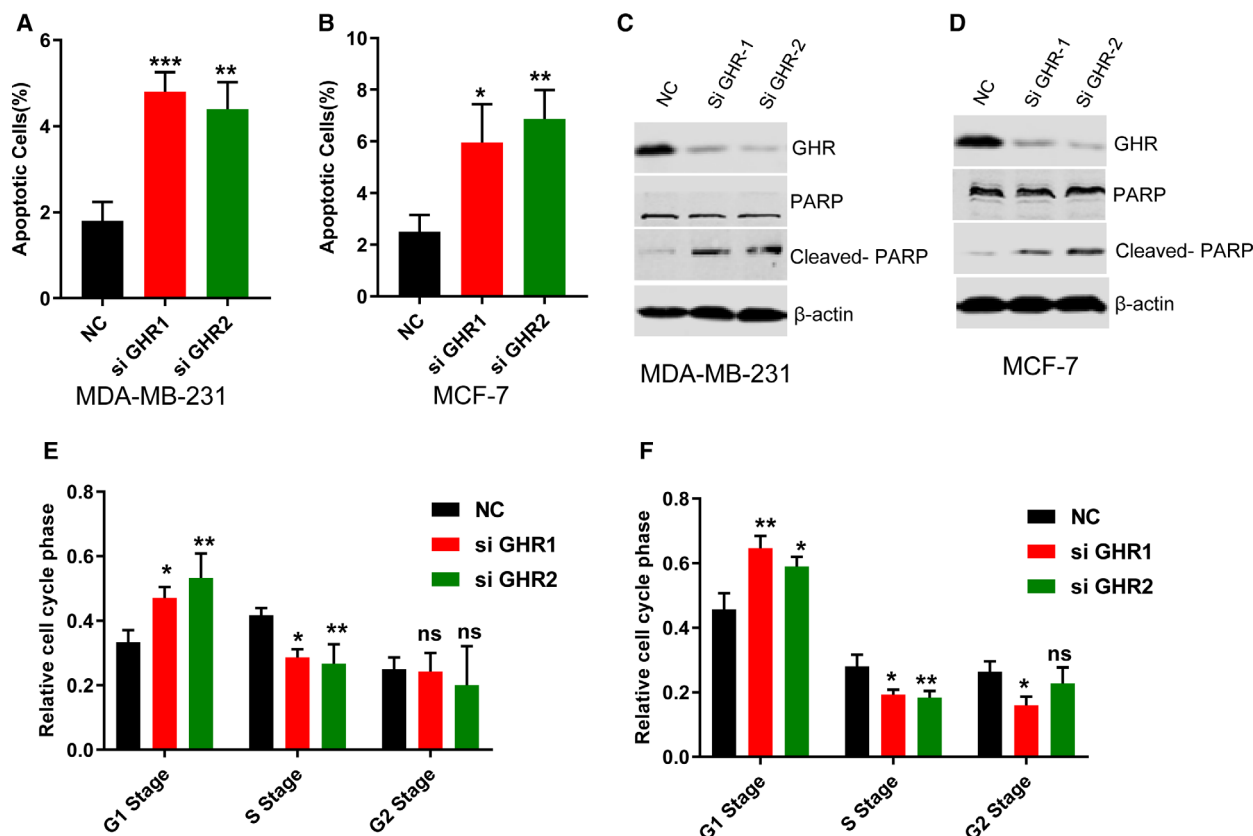 A
Apoptotic Cells(%)
6
4
2
0
***
**
NC
si GHR1
si GHR2
MDA-MB-231
B
Apoptotic Cells(%)
10
8
6
4
2
0
*
**
NC
si GHR1
si GHR2
MCF-7
C
NC
Si GHR-1
Si GHR-2
GHR
PARP
Cleaved- PARP
β-actin
MDA-MB-231
D
NC
Si GHR-1
Si GHR-2
GHR
PARP
Cleaved- PARP
β-actin
MCF-7
E
Relative cell cycle phase
0.8
0.6
0.4
0.2
0.0
*
**
*
**
ns
ns
NC
si GHR1
si GHR2
G1 Stage
S Stage
G2 Stage
F
Relative cell cycle phase
0.8
0.6
0.4
0.2
0.0
**
*
*
**
*
ns
NC
si GHR1
si GHR2
G1 Stage
S Stage
G2 Stage